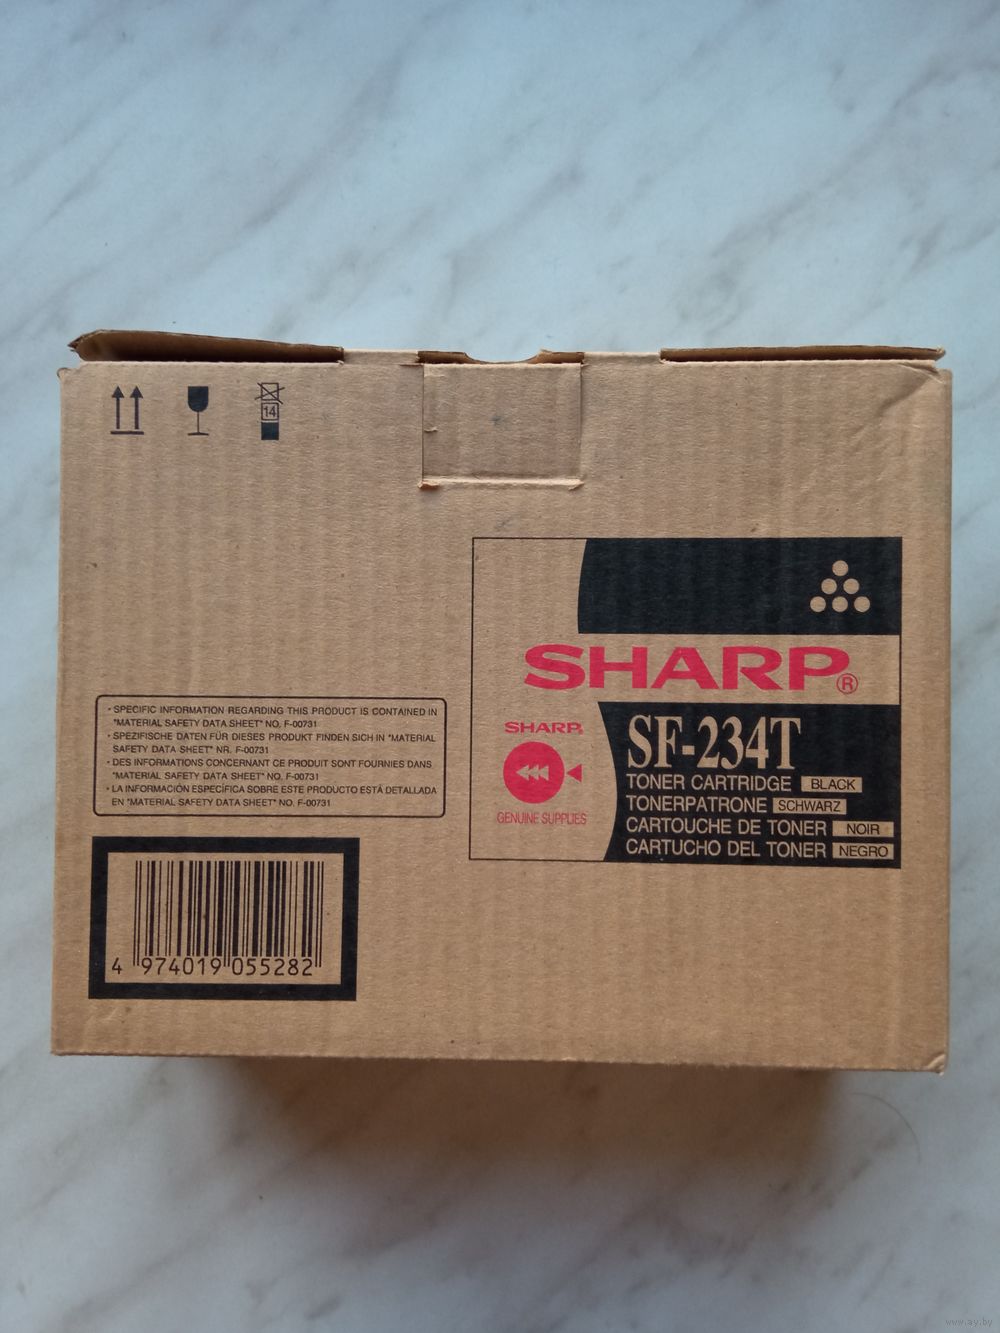 14
SHARP®
SHARP®
GENUINE SUPPLIES
SF-234T
TONER CARTRIDGE BLACK
TONERPATRONE SCHWARZ
CARTOUCHE DE TONER NOIR
CARTUCHO DEL TONER NEGRO
• SPECIFIC INFORMATION REGARDING THIS PRODUCT IS CONTAINED IN
"MATERIAL SAFETY DATA SHEET" NO. F-00731
• SPEZIFISCHE DATEN FÜR DIESES PRODUKT FINDEN SICH IN "MATERIAL
SAFETY DATA SHEET" NR. F-00731
• DES INFORMATIONS CONCERNANT CE PRODUIT SONT FOURNIES DANS
"MATERIAL SAFETY DATA SHEET" NO. F-00731
• LA INFORMACIÓN ESPECÍFICA SOBRE ESTE PRODUCTO ESTÁ DETALLADA
EN "MATERIAL SAFETY DATA SHEET" NO. F-00731
4 974019 055282
www.ay.by